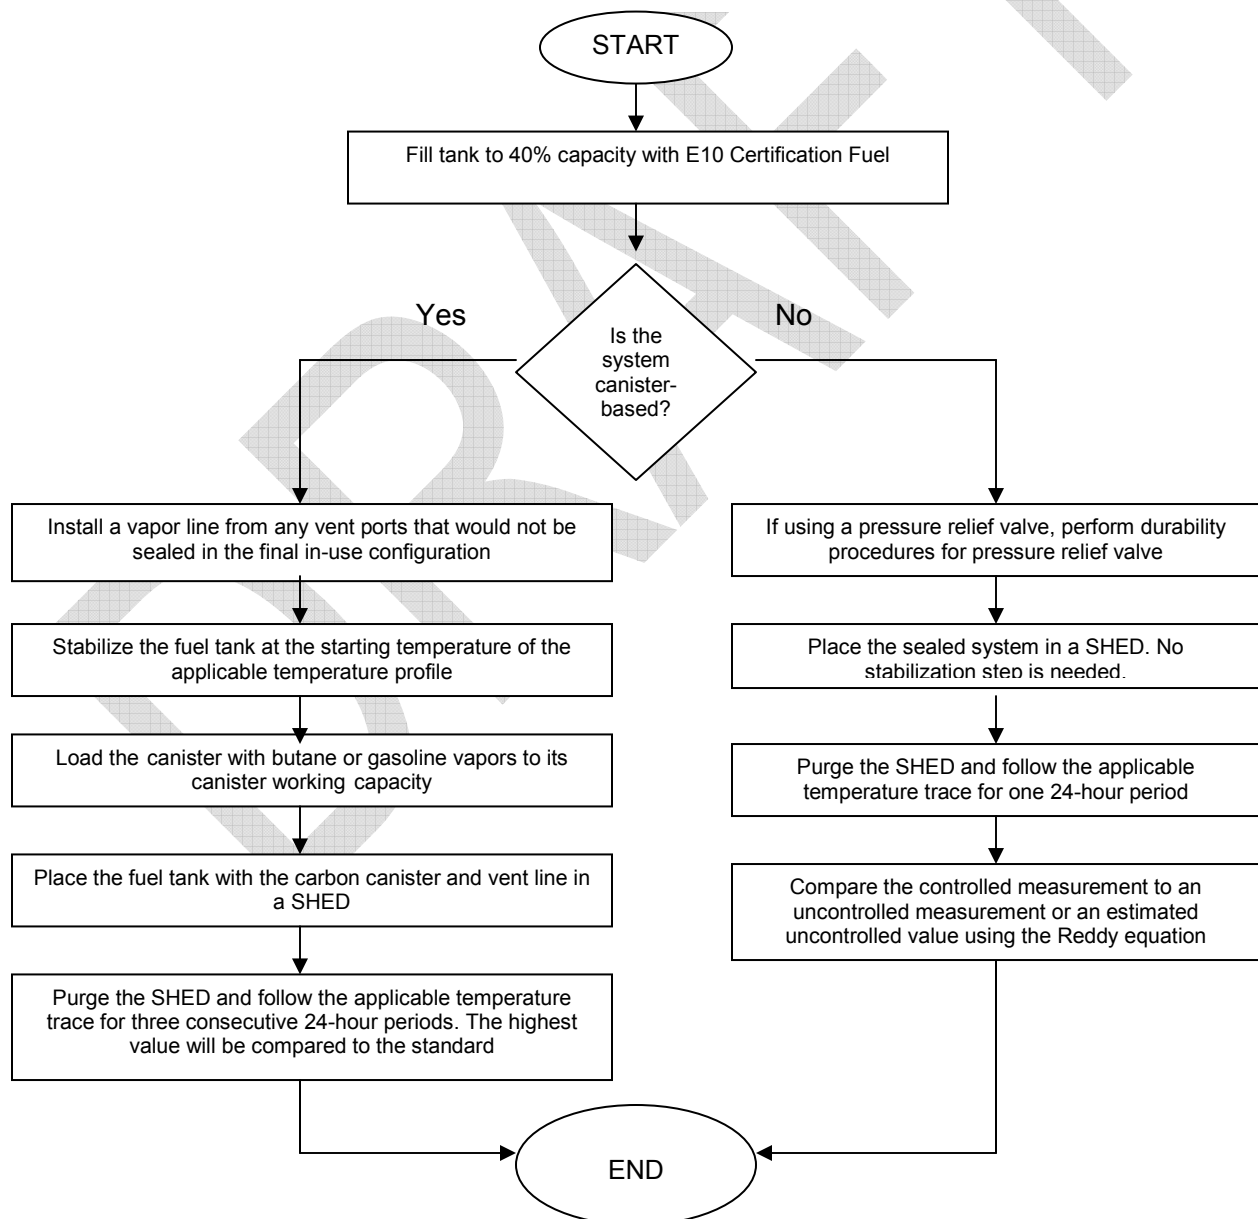 START
Fill tank to 40% capacity with E10 Certification Fuel
Yes
No
Is the
system
canister-
based?
Install a vapor line from any vent ports that would not be
sealed in the final in-use configuration
Stabilize the fuel tank at the starting temperature of the
applicable temperature profile
Load the canister with butane or gasoline vapors to its
canister working capacity
Place the fuel tank with the carbon canister and vent line in
a SHED
Purge the SHED and follow the applicable temperature
trace for three consecutive 24-hour periods. The highest
value will be compared to the standard
If using a pressure relief valve, perform durability
procedures for pressure relief valve
Place the sealed system in a SHED. No
stabilization step is needed.
Purge the SHED and follow the applicable
temperature trace for one 24-hour period
Compare the controlled measurement to an
uncontrolled measurement or an estimated
uncontrolled value using the Reddy equation
END
DRAFT